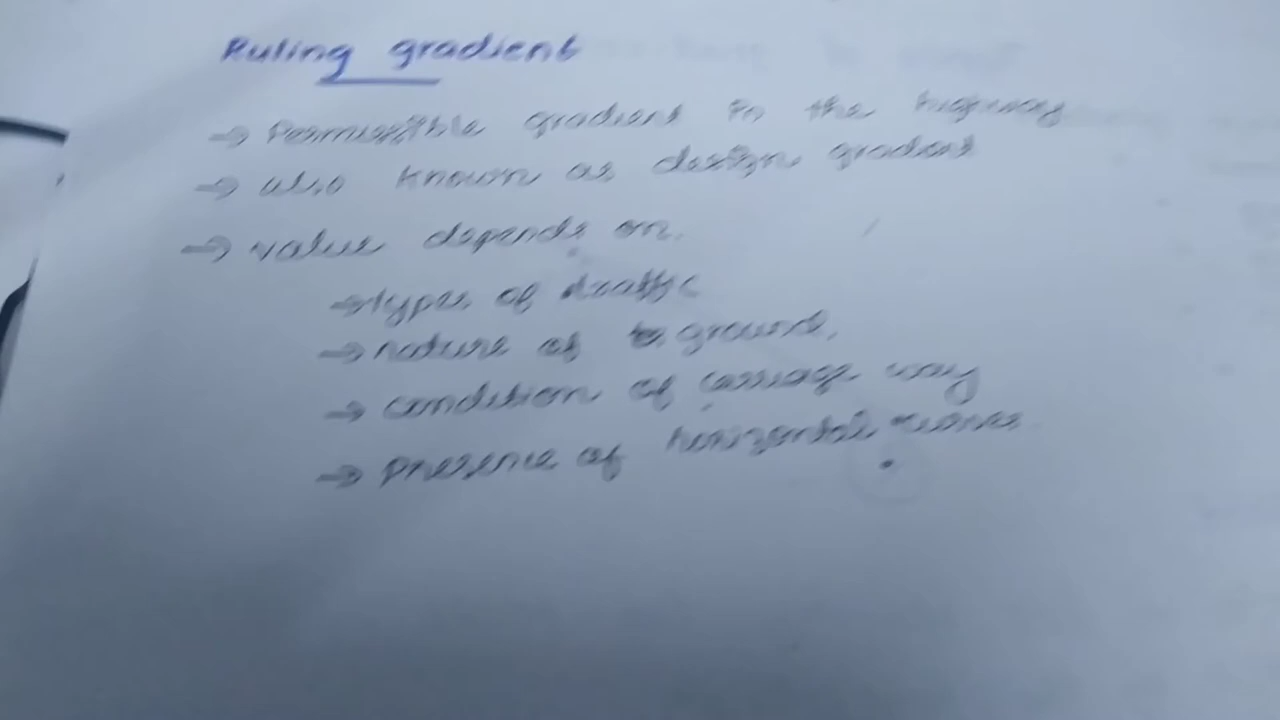 Ruling gradient
→ Permissible gradient in the highway
→ also known as design gradient
→ value depends on.
→ types of traffic
→ nature of ground.
→ condition of carriage way
→ presence of horizontal